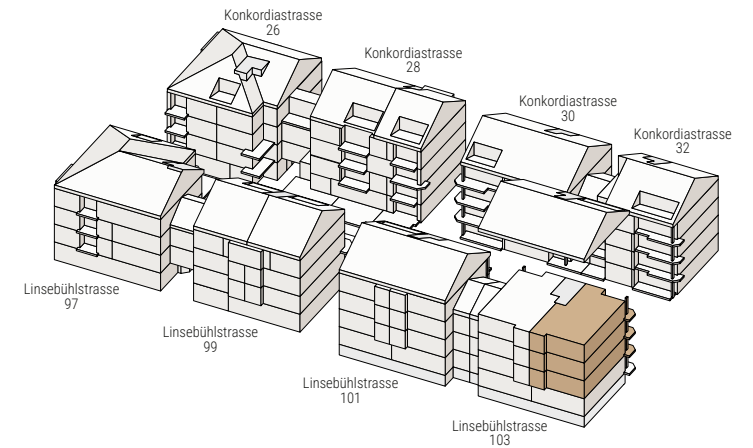 Konkordiastrasse
26
Konkordiastrasse
28
Konkordiastrasse
30
Konkordiastrasse
32
Linsebühlstrasse
97
Linsebühlstrasse
99
Linsebühlstrasse
101
Linsebühlstrasse
103